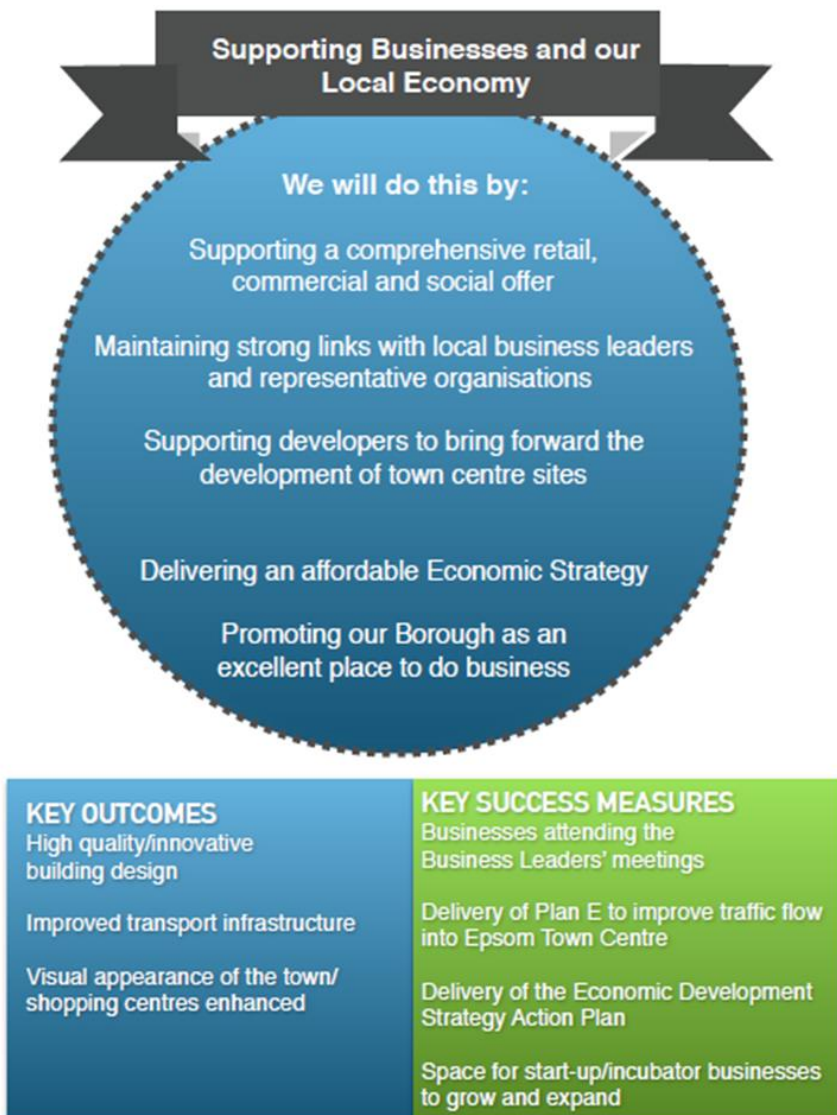 Supporting Businesses and our
Local Economy
We will do this by:
Supporting a comprehensive retail,
commercial and social offer
Maintaining strong links with local business leaders
and representative organisations
Supporting developers to bring forward the
development of town centre sites
Delivering an affordable Economic Strategy
Promoting our Borough as an
excellent place to do business
KEY OUTCOMES
High quality/innovative
building design
Improved transport infrastructure
Visual appearance of the town/
shopping centres enhanced
KEY SUCCESS MEASURES
Businesses attending the
Business Leaders' meetings
Delivery of Plan E to improve traffic flow
into Epsom Town Centre
Delivery of the Economic Development
Strategy Action Plan
Space for start-up/incubator businesses
to grow and expand